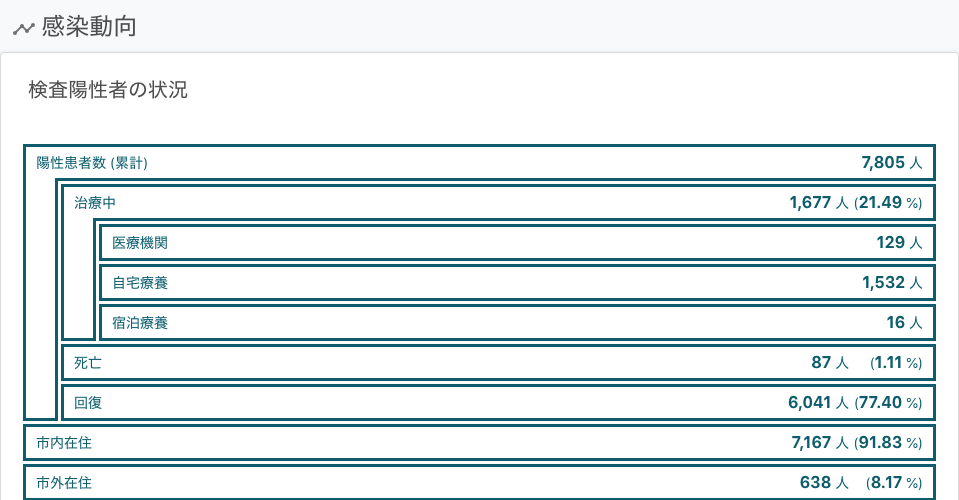 感染動向
検査陽性者の状況
陽性患者数 (累計) 7,805 人
治療中 1,677 人 (21.49 %)
医療機関 129 人
自宅療養 1,532 人
宿泊療養 16 人
死亡 87 人 (1.11 %)
回復 6,041 人 (77.40 %)
市内在住 7,167 人 (91.83 %)
市外在住 638 人 (8.17 %)